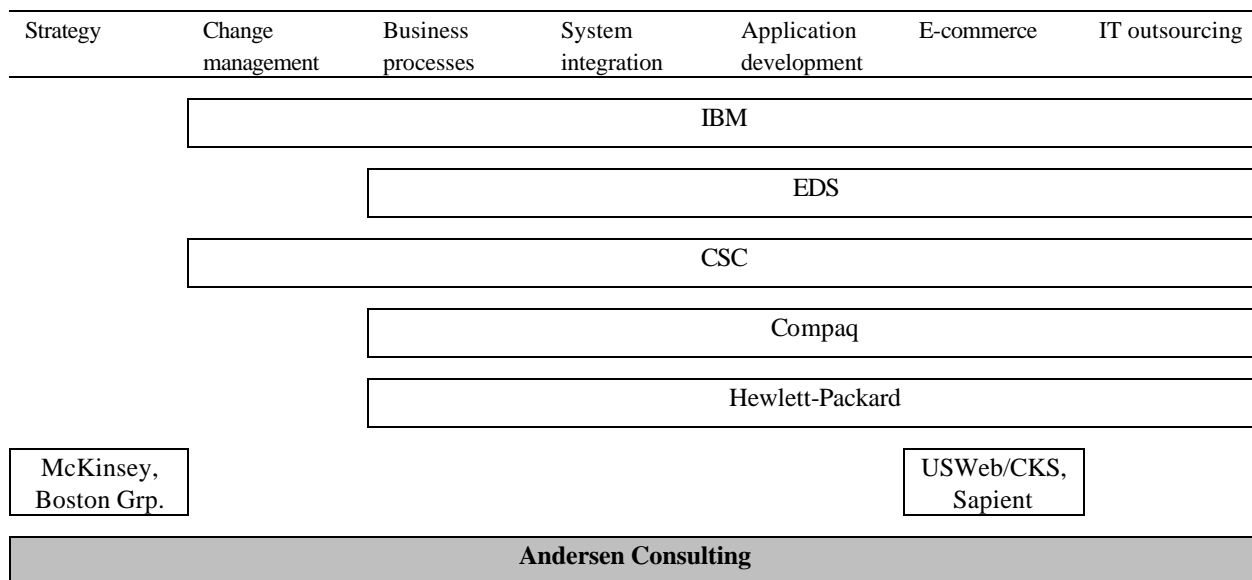 Strategy
Change
management
Business
processes
System
integration
Application
development
E-commerce
IT outsourcing
IBM
EDS
CSC
Compaq
Hewlett-Packard
McKinsey,
Boston Grp.
USWeb/CKS,
Sapient
Andersen Consulting